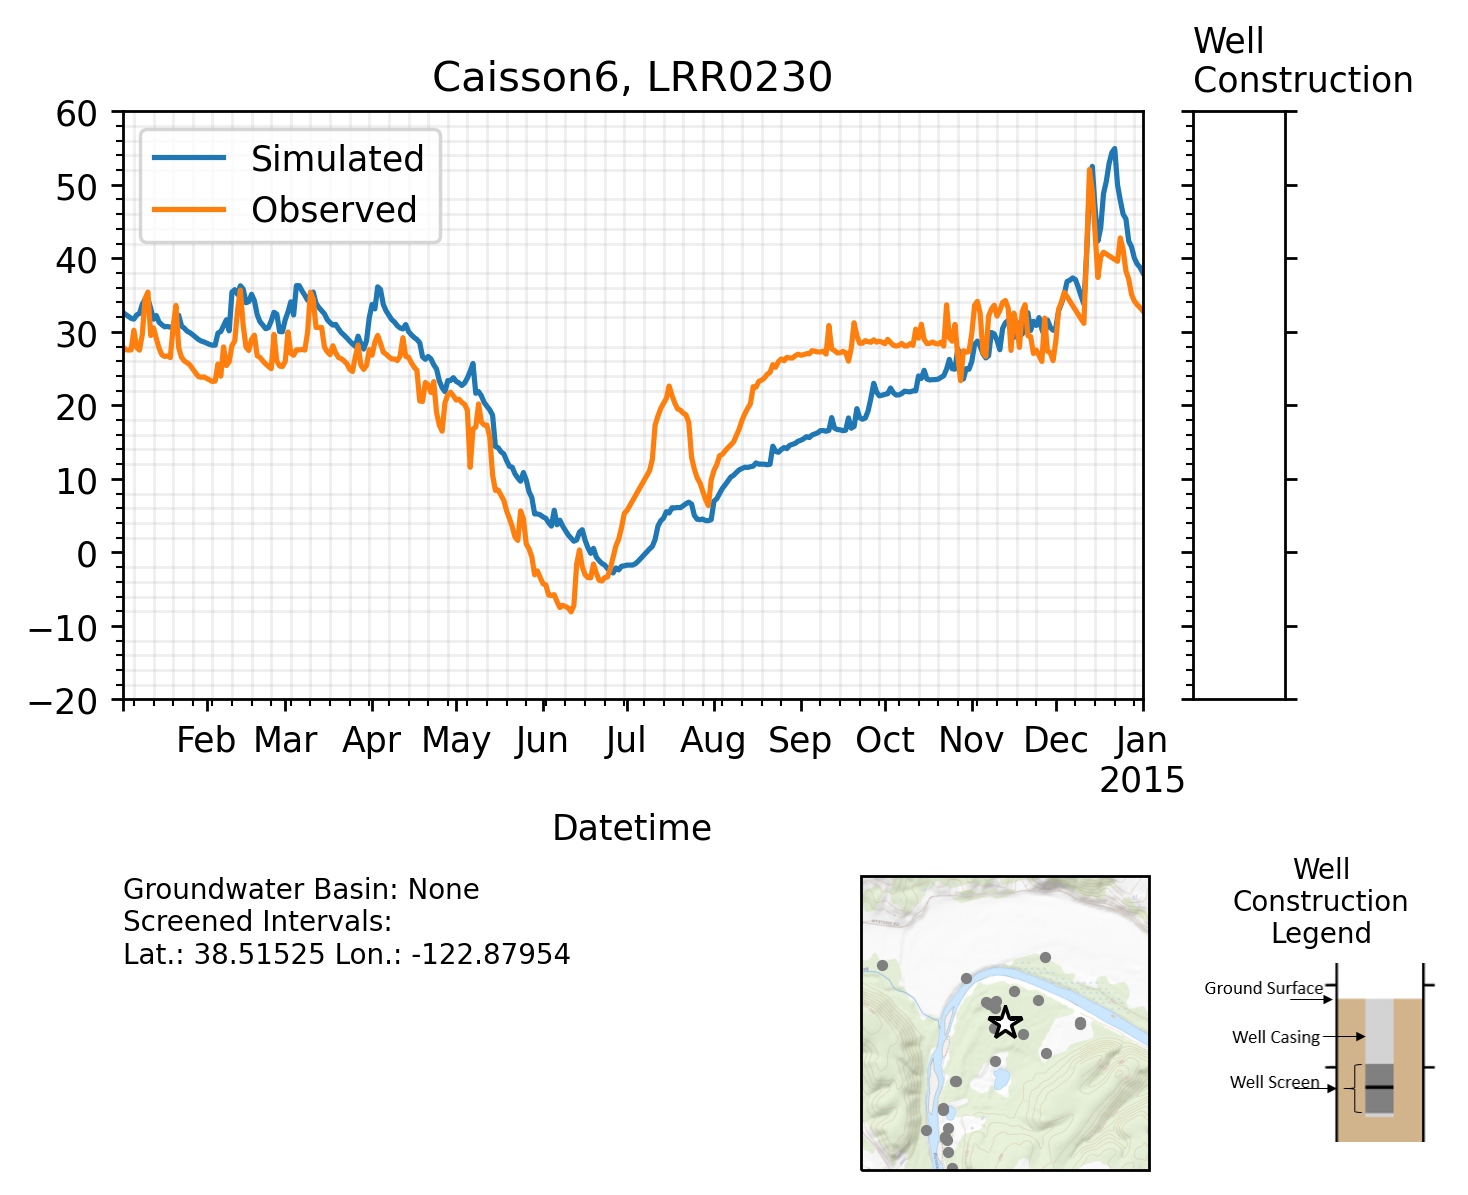 Well
Construction
Caisson6, LRR0230
60
50
40
30
20
10
0
−10
−20
Simulated
Observed
Feb Mar Apr May Jun Jul Aug Sep Oct Nov Dec Jan
2015
Datetime
Groundwater Basin: None
Screened Intervals:
Lat.: 38.51525 Lon.: -122.87954
Well
Construction
Legend
Ground Surface
Well Casing
Well Screen